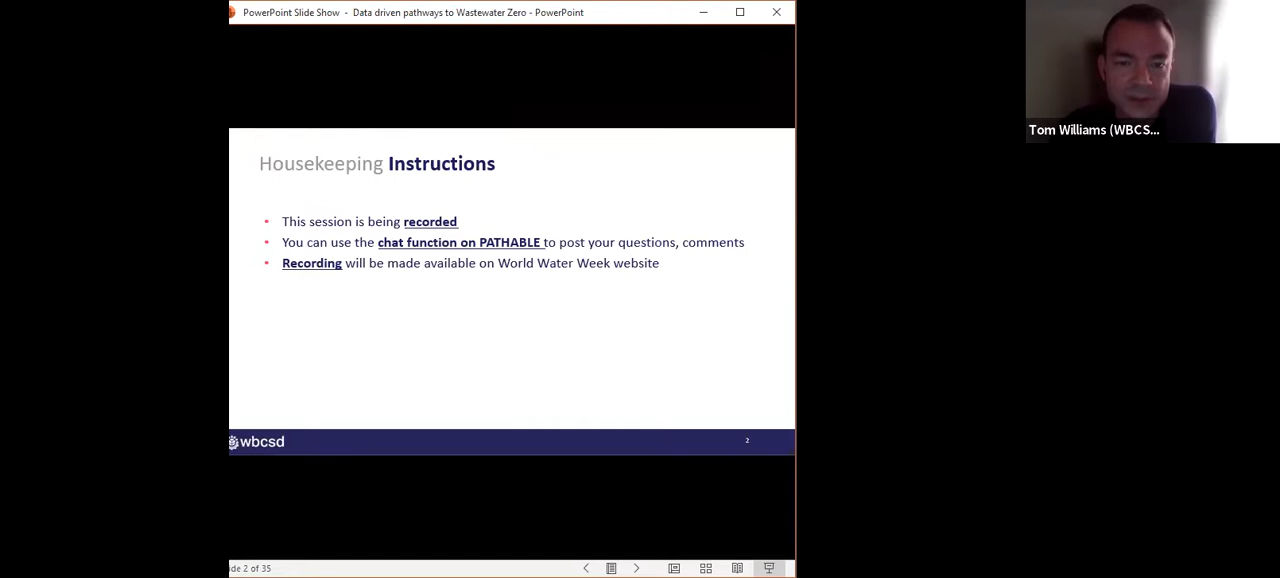 PowerPoint Slide Show - Data driven pathways to Wastewater Zero - PowerPoint
Tom Williams (WBCS...
Housekeeping Instructions
• This session is being recorded
• You can use the chat function on PATHABLE to post your questions, comments
• Recording will be made available on World Water Week website
wbcsd
2
ide 2 of 35